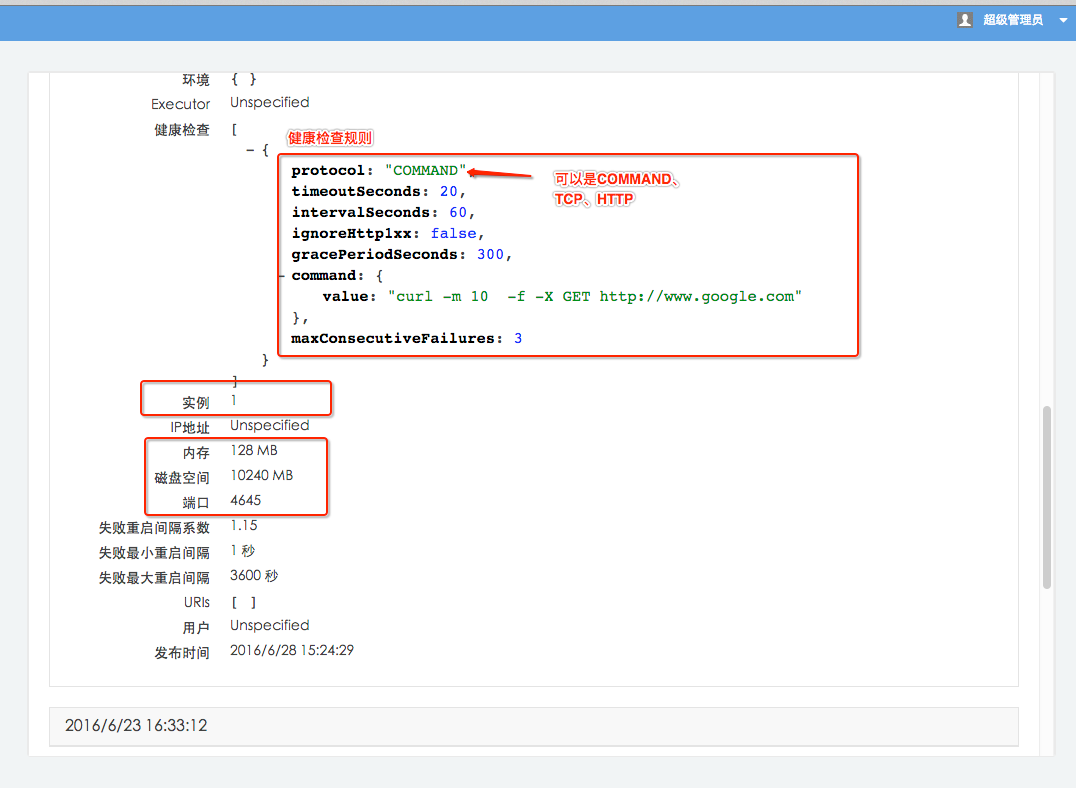 超级管理员
环境 { }
Executor Unspecified
健康检查 [
健康检查规则
– {
protocol: "COMMAND"
可以是COMMAND、
TCP、HTTP
timeoutSeconds: 20,
intervalSeconds: 60,
ignoreHttp1xx: false,
gracePeriodSeconds: 300,
– command: {
value: "curl -m 10  -f -X GET http://www.google.com"
},
maxConsecutiveFailures: 3
}
]
实例 1
IP地址 Unspecified
内存 128 MB
磁盘空间 10240 MB
端口 4645
失败重启间隔系数 1.15
失败最小重启间隔 1 秒
失败最大重启间隔 3600 秒
URIs [ ]
用户 Unspecified
发布时间 2016/6/28 15:24:29
2016/6/23 16:33:12